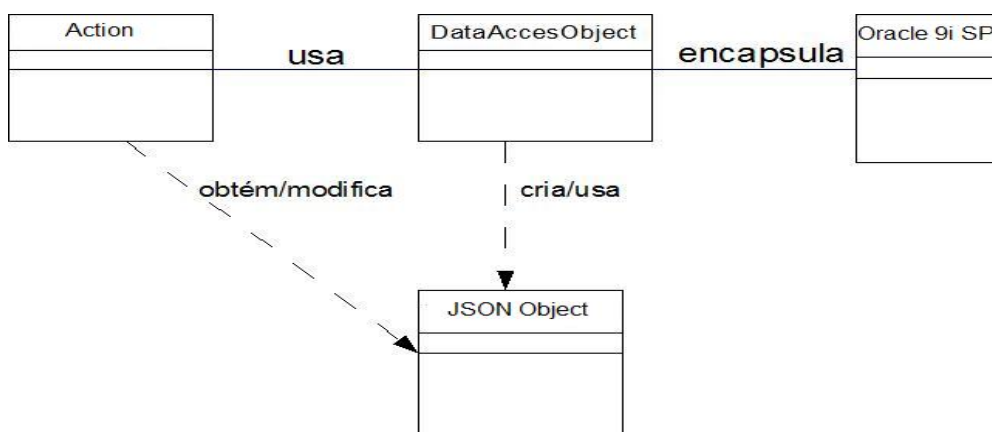 Action
usa
DataAccesObject
encapsula
Oracle 9i SP
obtém/modifica
cria/usa
JSON Object